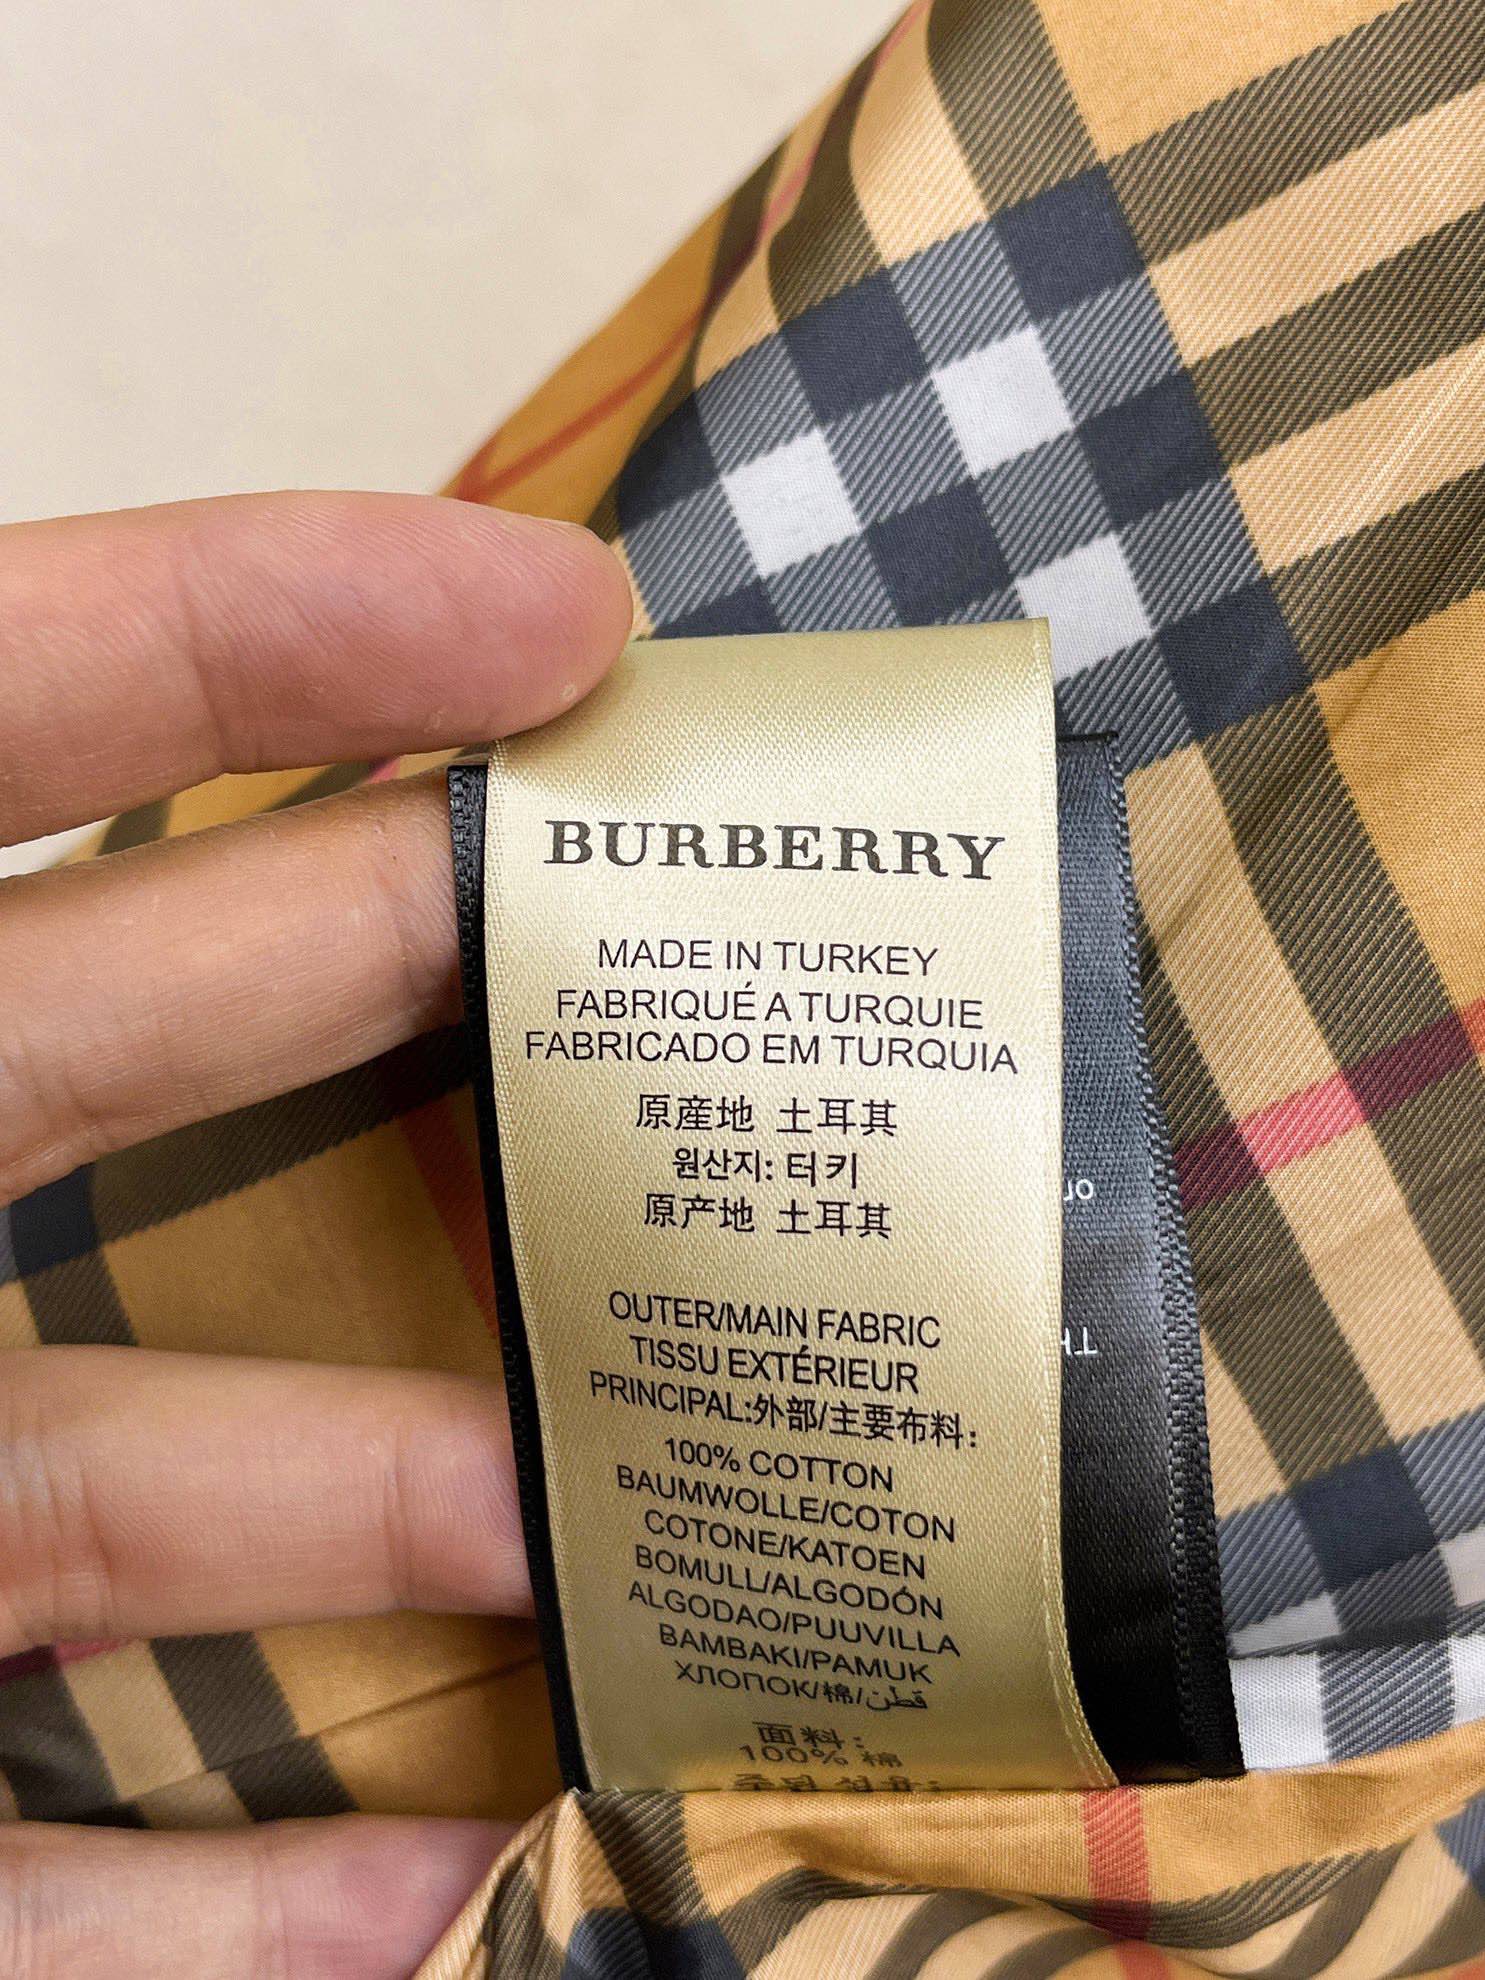 BURBERRY
MADE IN TURKEY
FABRIQUÉ A TURQUIE
FABRICADO EM TURQUIA
原産地 土耳其
원산지: 터키
原产地 土耳其
OUTER/MAIN FABRIC
TISSU EXTÉRIEUR
PRINCIPAL:外部/主要布料:
100% COTTON
BAUMWOLLE/COTON
COTONE/KATOEN
BOMULL/ALGODÓN
ALGODAO/PUUVILLA
BAMBAKI/PAMUK
ХЛОПОК/棉/قطن
面料:
100% 棉